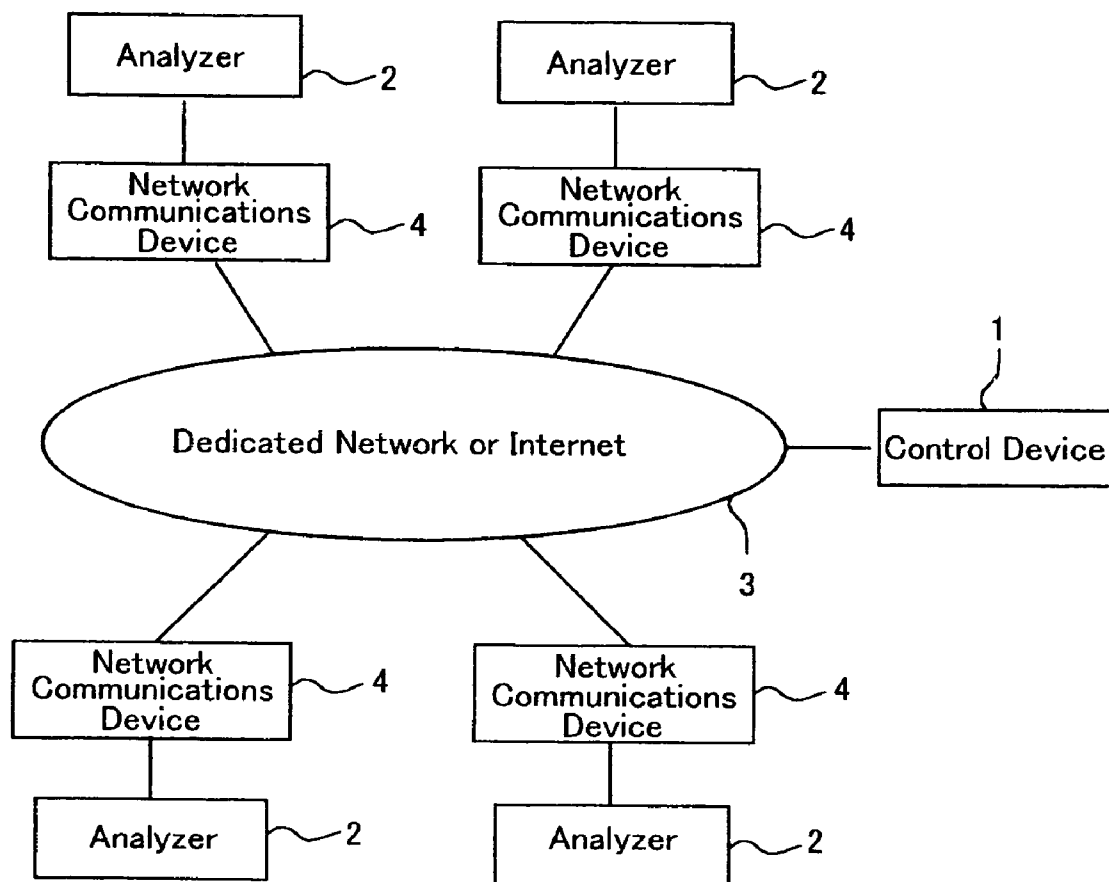 Analyzer
2
Analyzer
2
Network
Communications
Device
4
Network
Communications
Device
4
1
Dedicated Network or Internet
Control Device
3
Network
Communications
Device
4
Network
Communications
Device
4
Analyzer
2
Analyzer
2